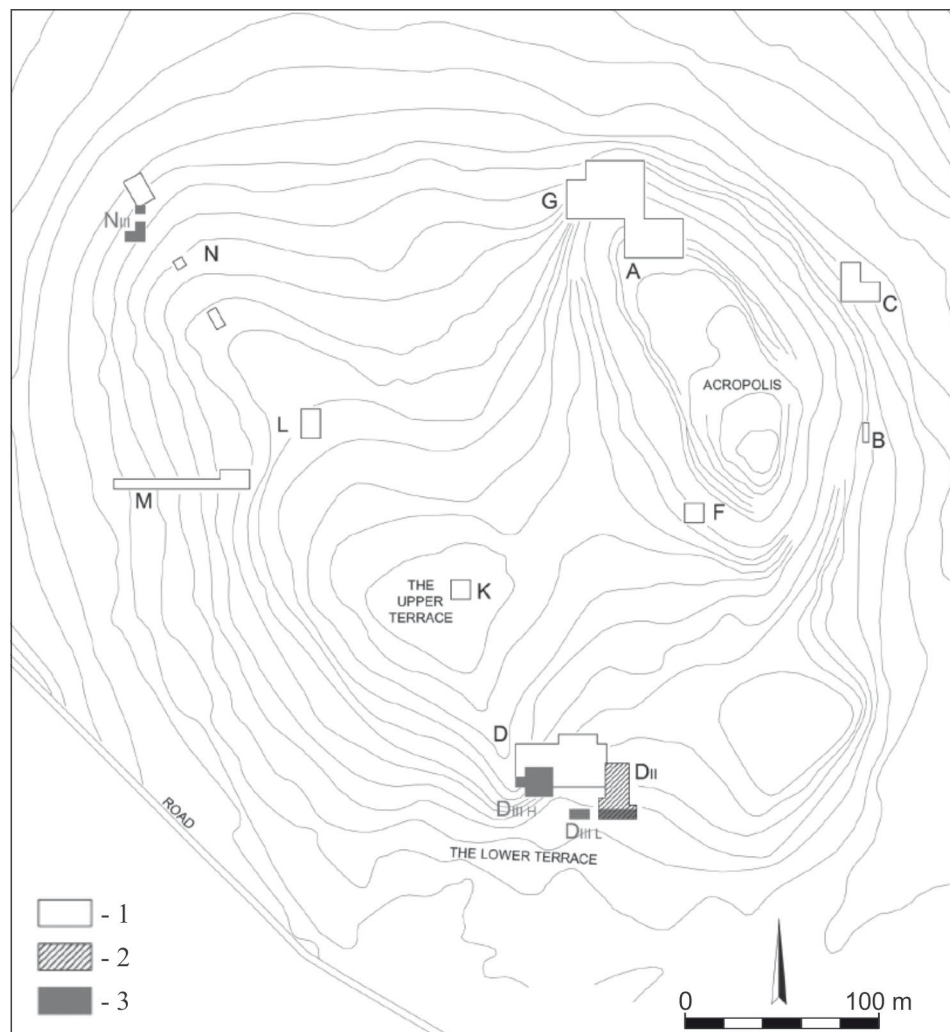 G
A
NIII
N
C
ACROPOLIS
L
B
M
F
THE
UPPER
TERRACE
K
D
DII
DIII H
DIII L
ROAD
THE LOWER TERRACE
- 1
- 2
- 3
0 100 m